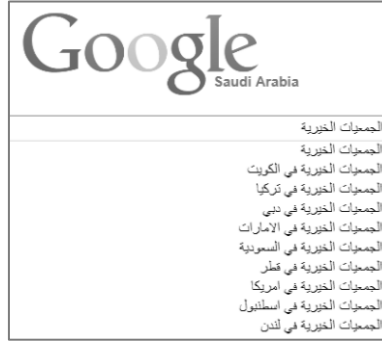 Google
Saudi Arabia
الجمعيات الخيرية
الجمعيات الخيرية
الجمعيات الخيرية في الكويت
الجمعيات الخيرية في تركيا
الجمعيات الخيرية في دبي
الجمعيات الخيرية في الامارات
الجمعيات الخيرية في السعودية
الجمعيات الخيرية في قطر
الجمعيات الخيرية في امريكا
الجمعيات الخيرية في اسطنبول
الجمعيات الخيرية في لندن